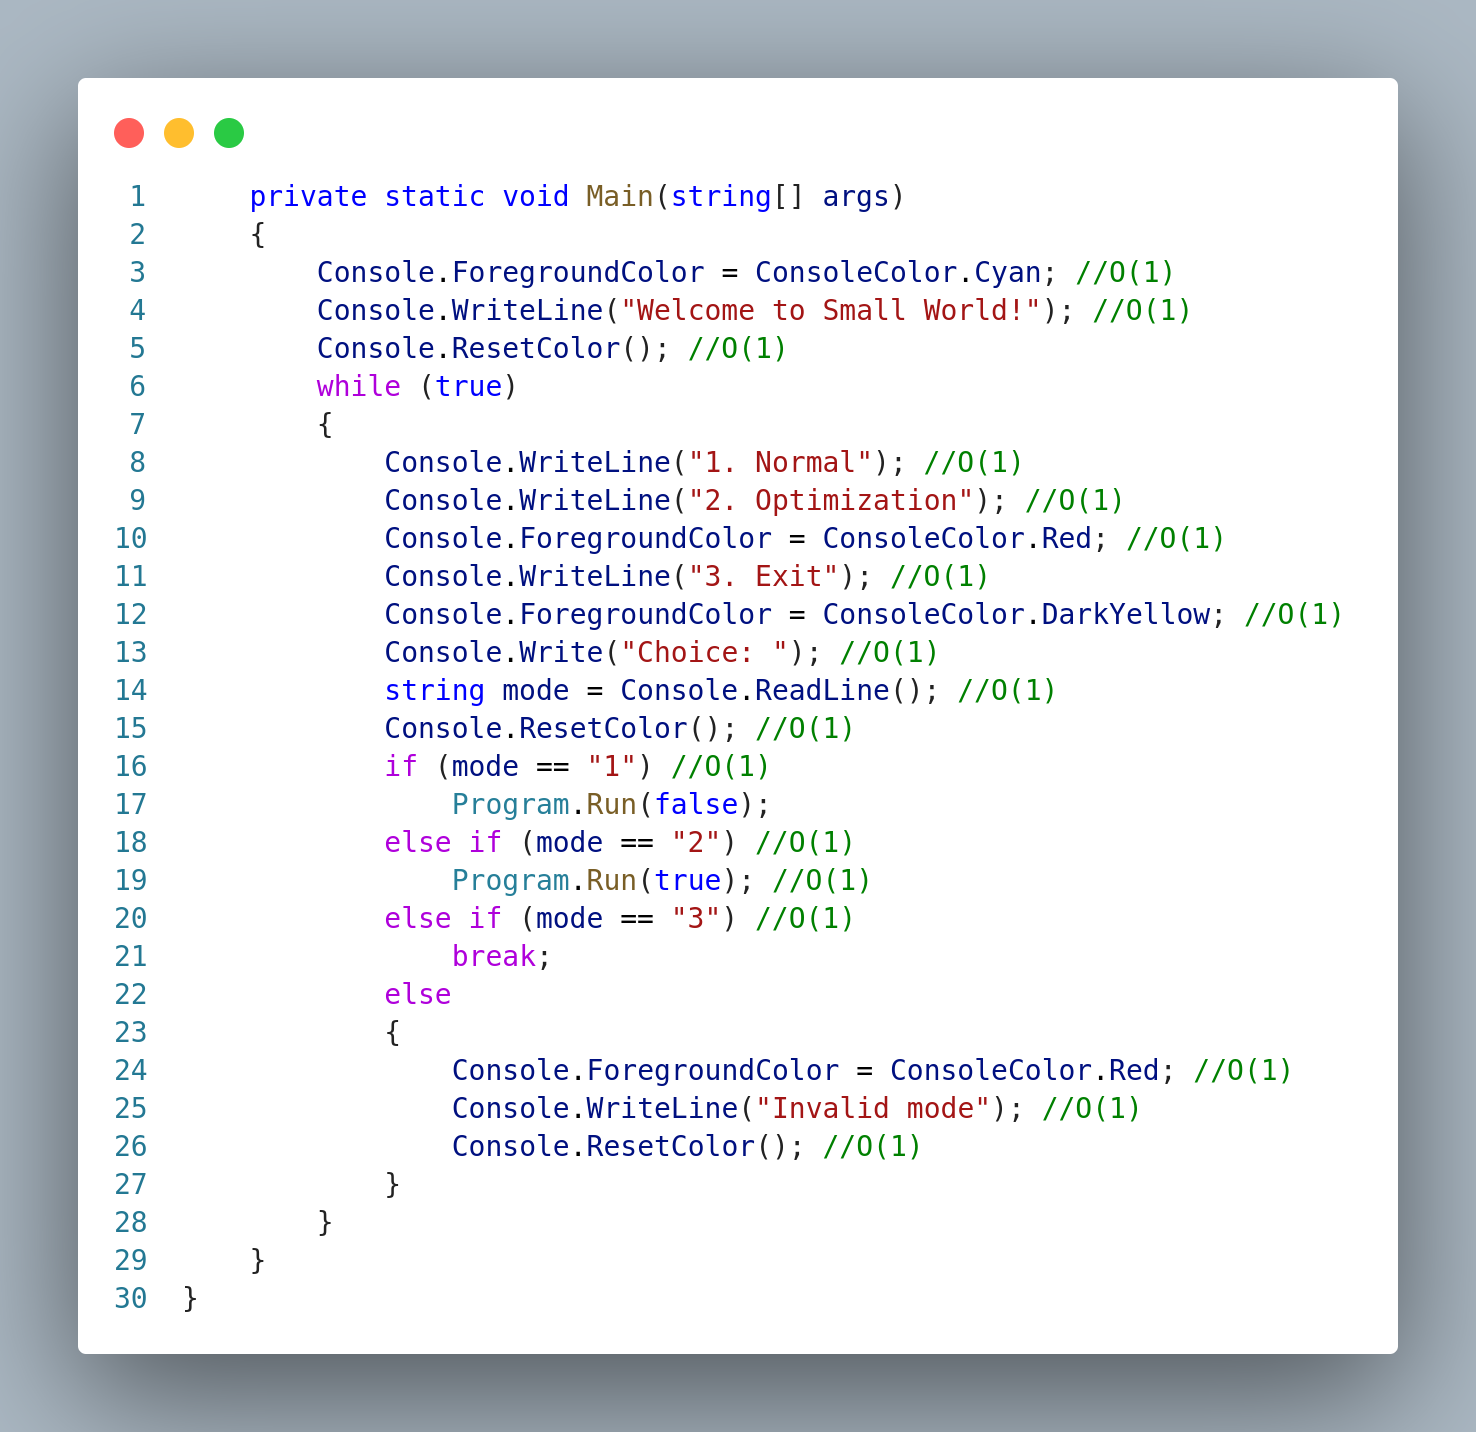 1 private static void Main(string[] args)
2 {
3 Console.ForegroundColor = ConsoleColor.Cyan; //O(1)
4 Console.WriteLine("Welcome to Small World!"); //O(1)
5 Console.ResetColor(); //O(1)
6 while (true)
7 {
8 Console.WriteLine("1. Normal"); //O(1)
9 Console.WriteLine("2. Optimization"); //O(1)
10 Console.ForegroundColor = ConsoleColor.Red; //O(1)
11 Console.WriteLine("3. Exit"); //O(1)
12 Console.ForegroundColor = ConsoleColor.DarkYellow; //O(1)
13 Console.Write("Choice: "); //O(1)
14 string mode = Console.ReadLine(); //O(1)
15 Console.ResetColor(); //O(1)
16 if (mode == "1") //O(1)
17 Program.Run(false);
18 else if (mode == "2") //O(1)
19 Program.Run(true); //O(1)
20 else if (mode == "3") //O(1)
21 break;
22 else
23 {
24 Console.ForegroundColor = ConsoleColor.Red; //O(1)
25 Console.WriteLine("Invalid mode"); //O(1)
26 Console.ResetColor(); //O(1)
27 }
28 }
29 }
30 }